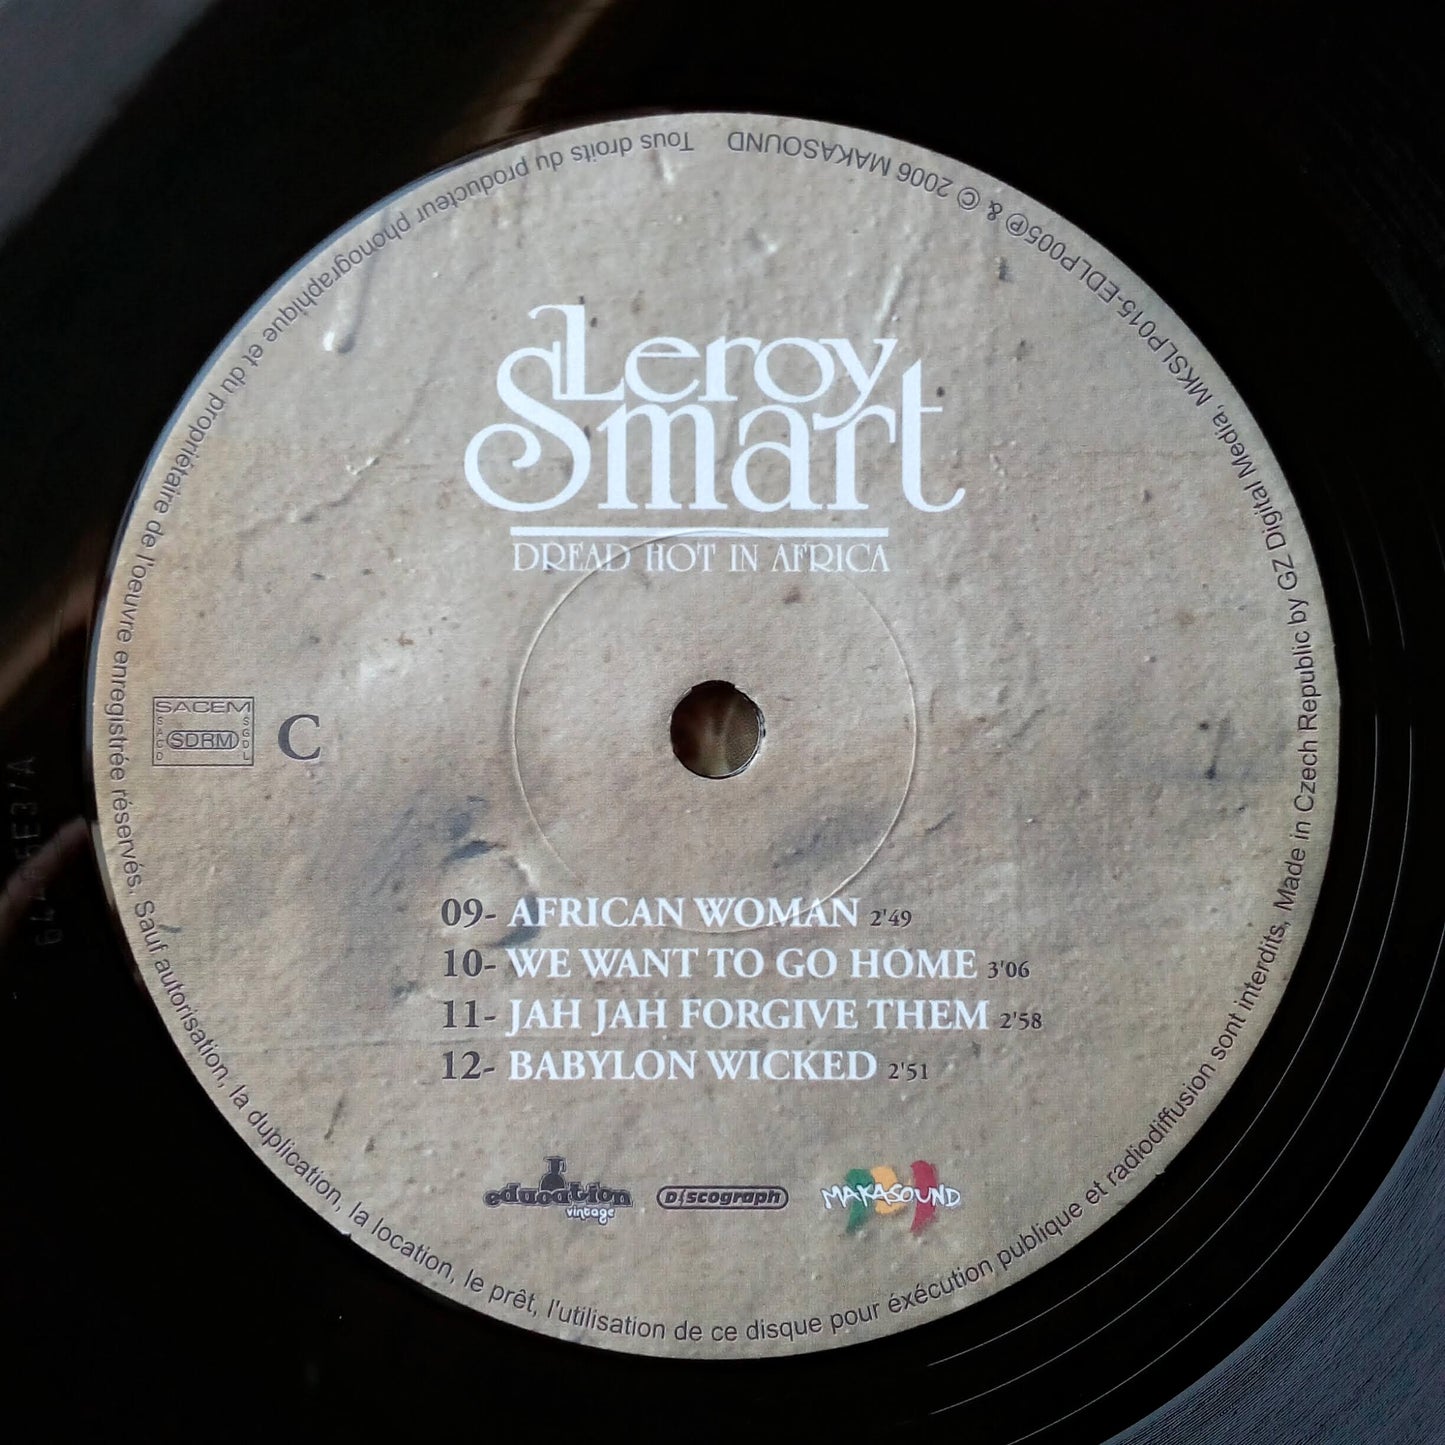 Leroy
Smart
DREAD HOT IN AFRICA
SACEM
SACD
SDRM
SGDL
C
09- AFRICAN WOMAN 2'49
10- WE WANT TO GO HOME 3'06
11- JAH JAH FORGIVE THEM 2'58
12- BABYLON WICKED 2'51
education
vintage
Discograph
MAKASOUND
Tous droits du producteur phonographique et du propriétaire de l'oeuvre enregistrée réservés. Sauf autorisation, la duplication, la location, le prêt, l'utilisation de ce disque pour éxécution publique et radiodiffusion sont interdits, Made in Czech Republic by GZ Digital Media, MKSLP015-EDLP005℗ & © 2006 MAKASOUND